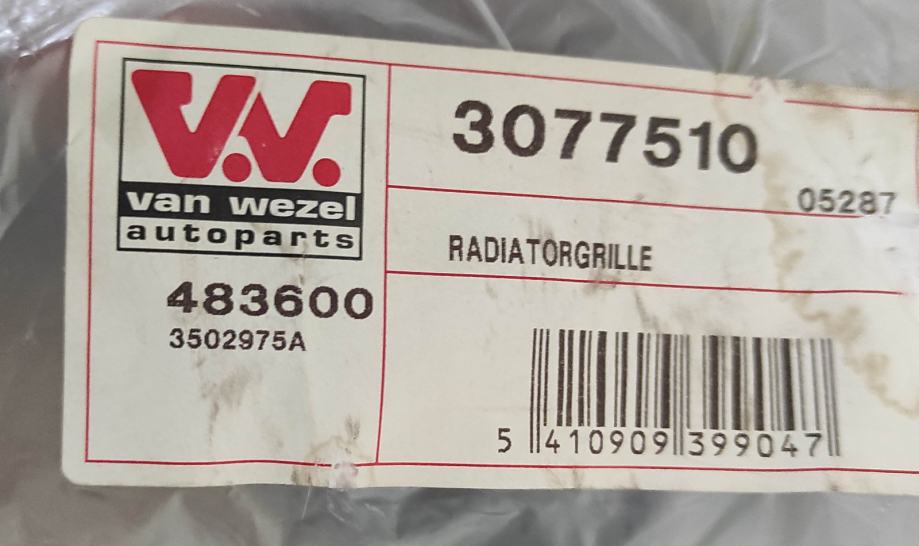 V.W.
van wezel
autoparts
483600
3502975A
3077510
05287
RADIATORGRILLE
5 410909 399047